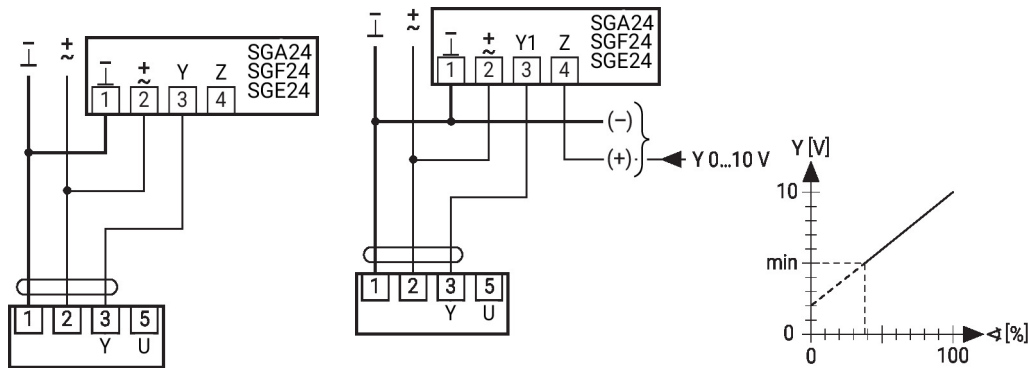 –
⊥
+
~
–
⊥
+
~
Y
Z
SGA24
SGF24
SGE24
1
2
3
4
1
2
3
5
Y
U
–
⊥
+
~
–
⊥
+
~
Y1
Z
SGA24
SGF24
SGE24
1
2
3
4
(–)
(+)
Y 0...10 V
1
2
3
5
Y
U
Y [V]
10
min
0
0
100
∢ [%]